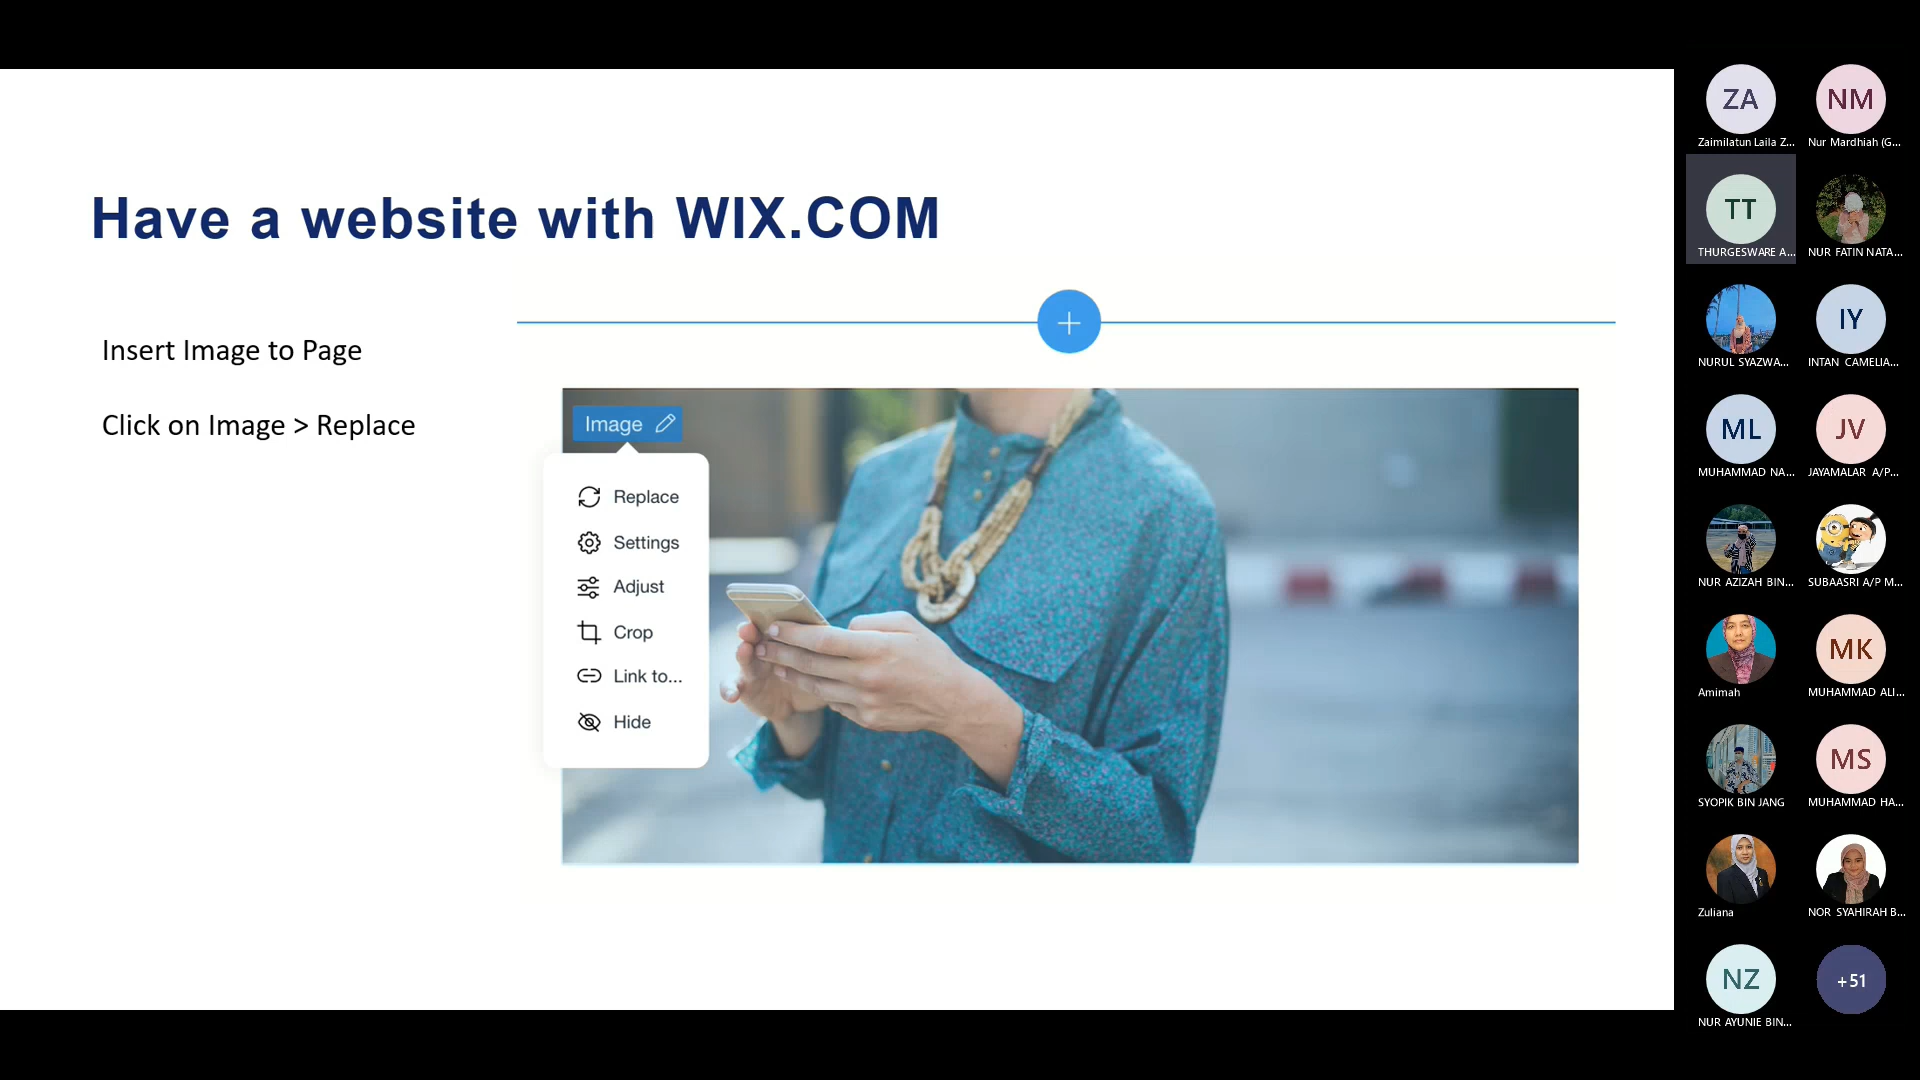 Have a website with WIX.COM
Insert Image to Page
Click on Image > Replace
Image
Replace
Settings
Adjust
Crop
Link to...
Hide
ZA
NM
Zaimilatun Laila Z...
Nur Mardhiah (G...
TT
THURGESWARE A...
NUR FATIN NATA...
IY
NURUL SYAZWA...
INTAN CAMELIA...
ML
JV
MUHAMMAD NA...
JAYAMALAR A/P...
NUR AZIZAH BIN...
SUBAASRI A/P M...
MK
Amimah
MUHAMMAD ALI...
MS
SYOPIK BIN JANG
MUHAMMAD HA...
Zuliana
NOR SYAHIRAH B...
NZ
+51
NUR AYUNIE BIN...